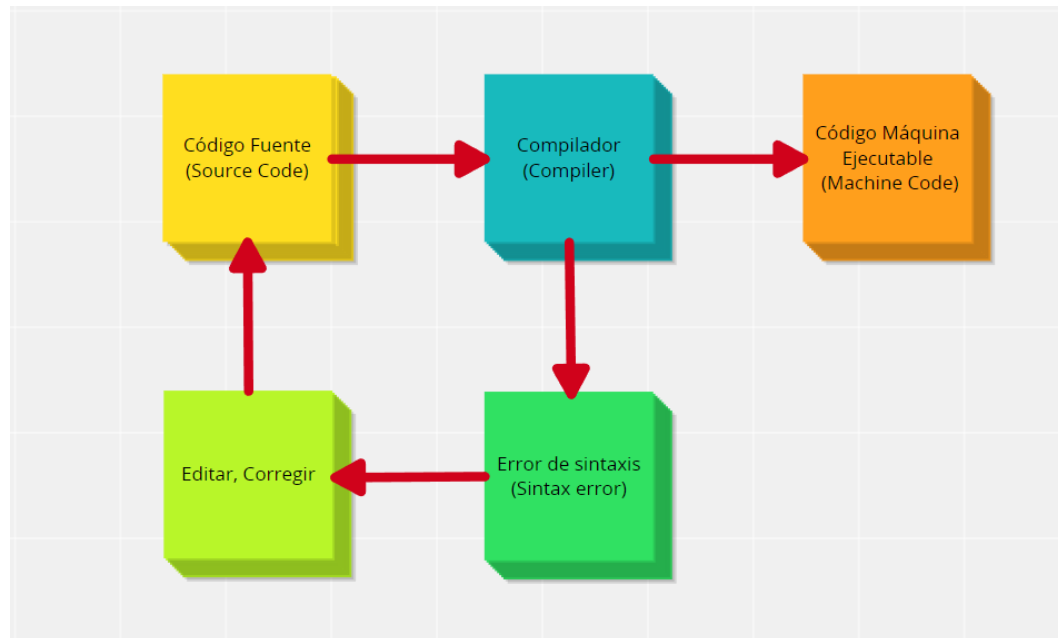 Código Fuente
(Source Code)
Compilador
(Compiler)
Código Máquina
Ejecutable
(Machine Code)
Editar, Corregir
Error de sintaxis
(Sintax error)